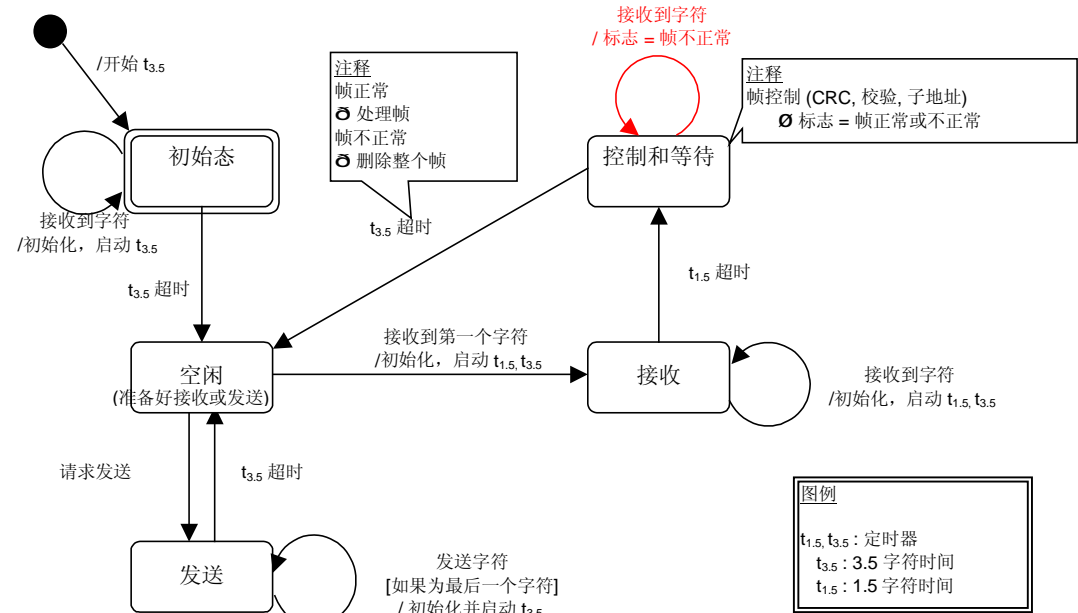 接收到字符
/ 标志 = 帧不正常
/开始 t3.5
注释
帧正常
ð 处理帧
帧不正常
ð 删除整个帧
注释
帧控制 (CRC, 校验, 子地址)
Ø 标志 = 帧正常或不正常
初始态
控制和等待
接收到字符
/初始化，启动 t3.5
t3.5 超时
t3.5 超时
t1.5 超时
接收到第一个字符
/初始化，启动 t1.5, t3.5
空闲
(准备好接收或发送)
接收
接收到字符
/初始化，启动 t1.5, t3.5
请求发送
t3.5 超时
图例
t1.5, t3.5 : 定时器
t3.5 : 3.5 字符时间
t1.5 : 1.5 字符时间
发送
发送字符
[如果为最后一个字符]
/ 初始化并启动 t3.5